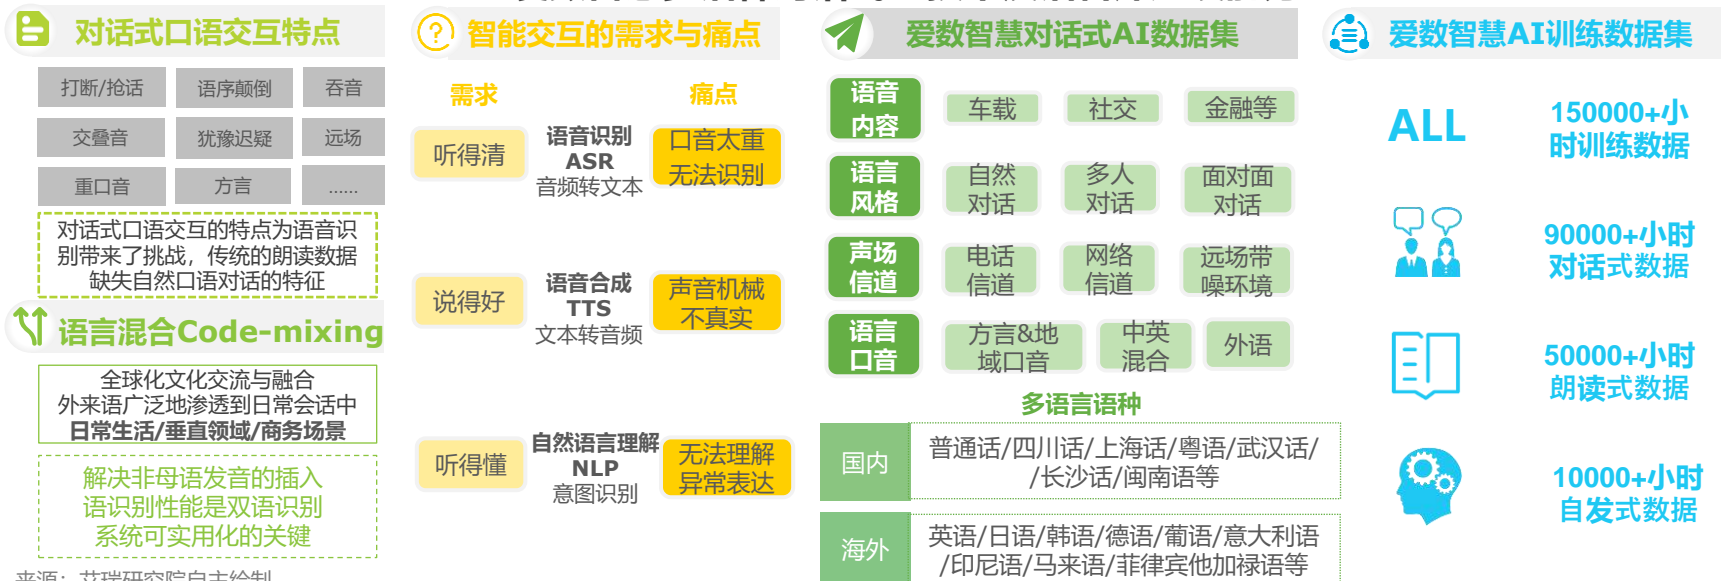 对话式口语交互特点
打断/抢话 语序颠倒 吞音
交叠音 犹豫迟疑 远场
重口音 方言 ......
对话式口语交互的特点为语音识
别带来了挑战，传统的朗读数据
缺失自然口语对话的特征
语言混合Code-mixing
全球化文化交流与融合
外来语广泛地渗透到日常会话中
日常生活/垂直领域/商务场景
解决非母语发音的插入
语识别性能是双语识别
系统可实用化的关键
来源：艾瑞研究院自主绘制
智能交互的需求与痛点
需求 痛点
听得清
语音识别
ASR
音频转文本
口音太重
无法识别
说得好
语音合成
TTS
文本转音频
声音机械
不真实
听得懂
自然语言理解
NLP
意图识别
无法理解
异常表达
爱数智慧对话式AI数据集
语音
内容
车载 社交 金融等
语言
风格
自然
对话
多人
对话
面对面
对话
声场
信道
电话
信道
网络
信道
远场带
噪环境
语言
口音
方言&地
域口音
中英
混合
外语
多语言语种
国内
普通话/四川话/上海话/粤语/武汉话/
/长沙话/闽南语等
海外
英语/日语/韩语/德语/葡语/意大利语
/印尼语/马来语/菲律宾他加禄语等
爱数智慧AI训练数据集
ALL
150000+小
时训练数据
90000+小时
对话式数据
50000+小时
朗读式数据
10000+小时
自发式数据